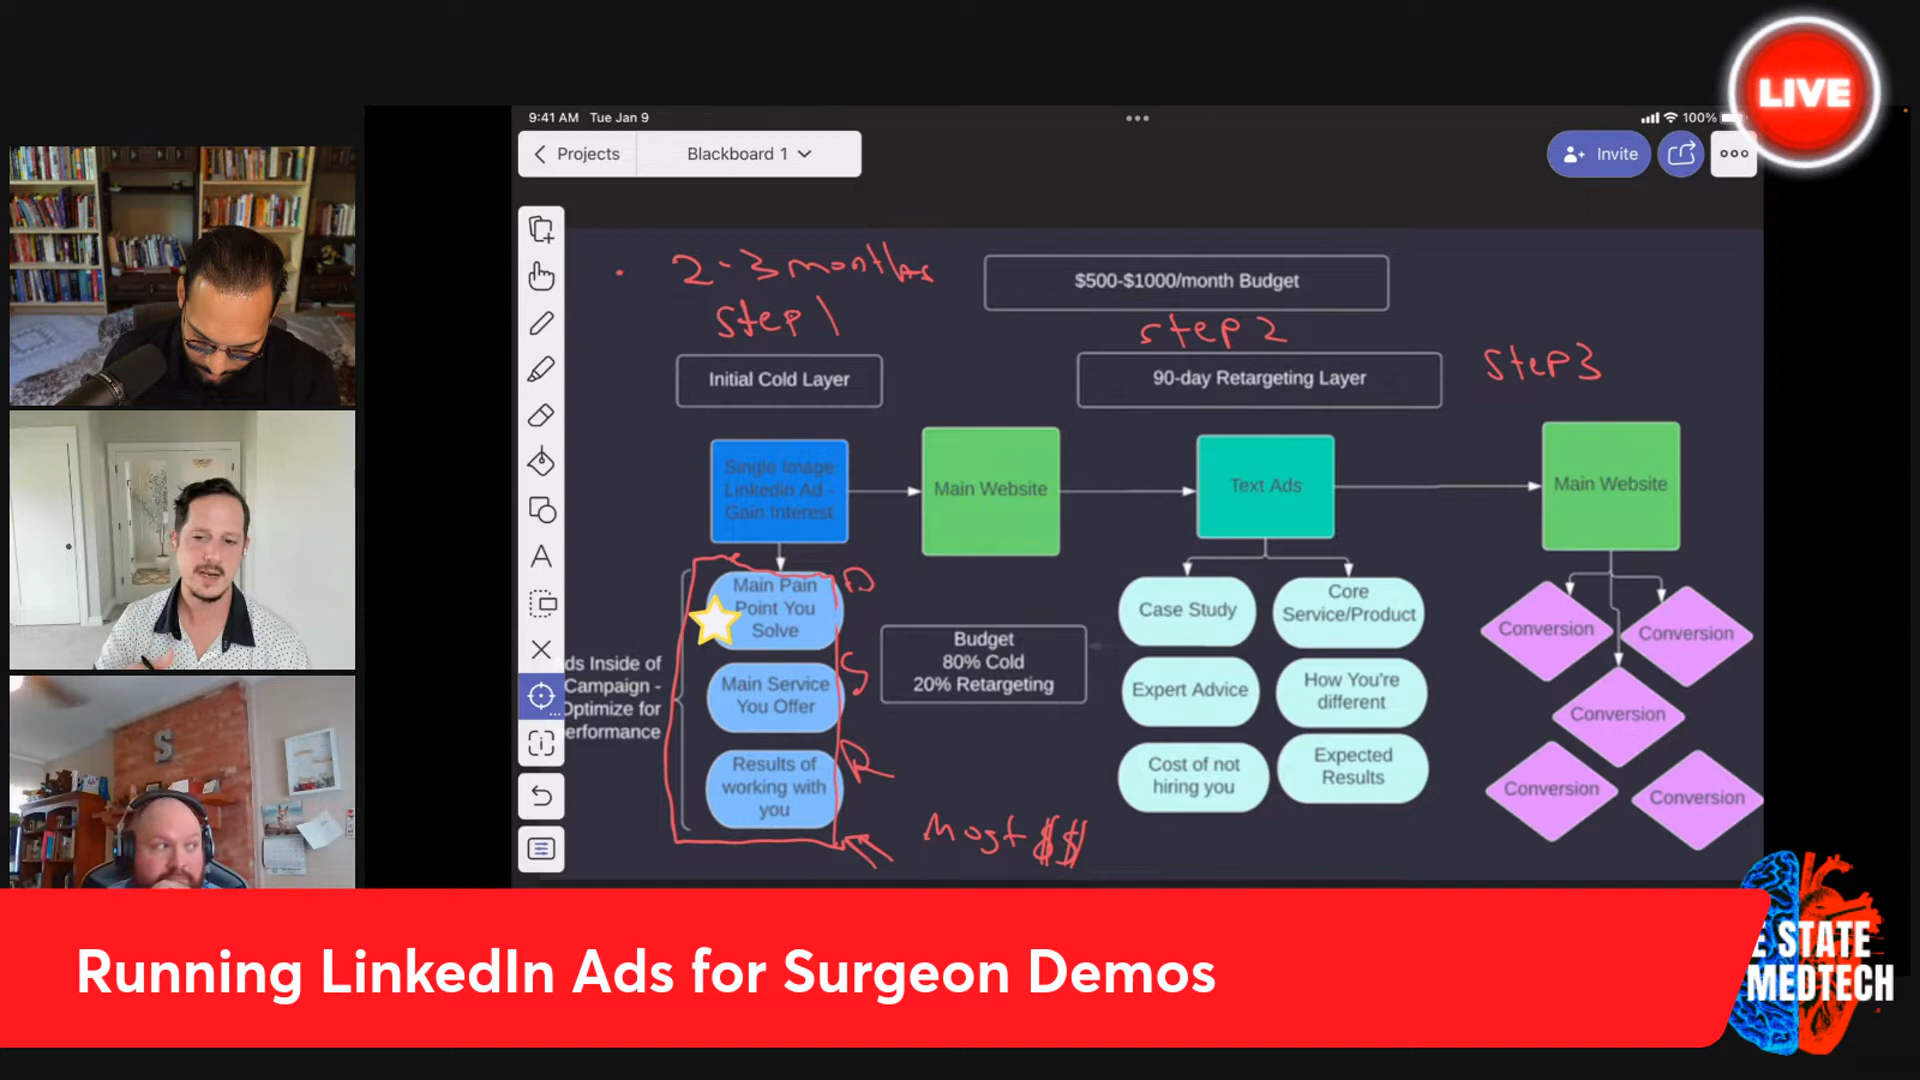 LIVE
9:41 AM Tue Jan 9
100%
Projects
Blackboard 1
Invite
2-3 months
$500-$1000/month Budget
Step 1
Step 2
Step 3
Initial Cold Layer
90-day Retargeting Layer
Single Image
Linkedin Ad -
Gain Interest
Main Website
Text Ads
Main Website
Main Pain
Point You
Solve
D
Main Service
You Offer
S
Results of
working with
you
R
ds Inside of
Campaign -
Optimize for
erformance
Budget
80% Cold
20% Retargeting
Most $$
Case Study
Core
Service/Product
Expert Advice
How You're
different
Cost of not
hiring you
Expected
Results
Conversion
Conversion
Conversion
Conversion
Conversion
S
Running LinkedIn Ads for Surgeon Demos
E STATE
MEDTECH